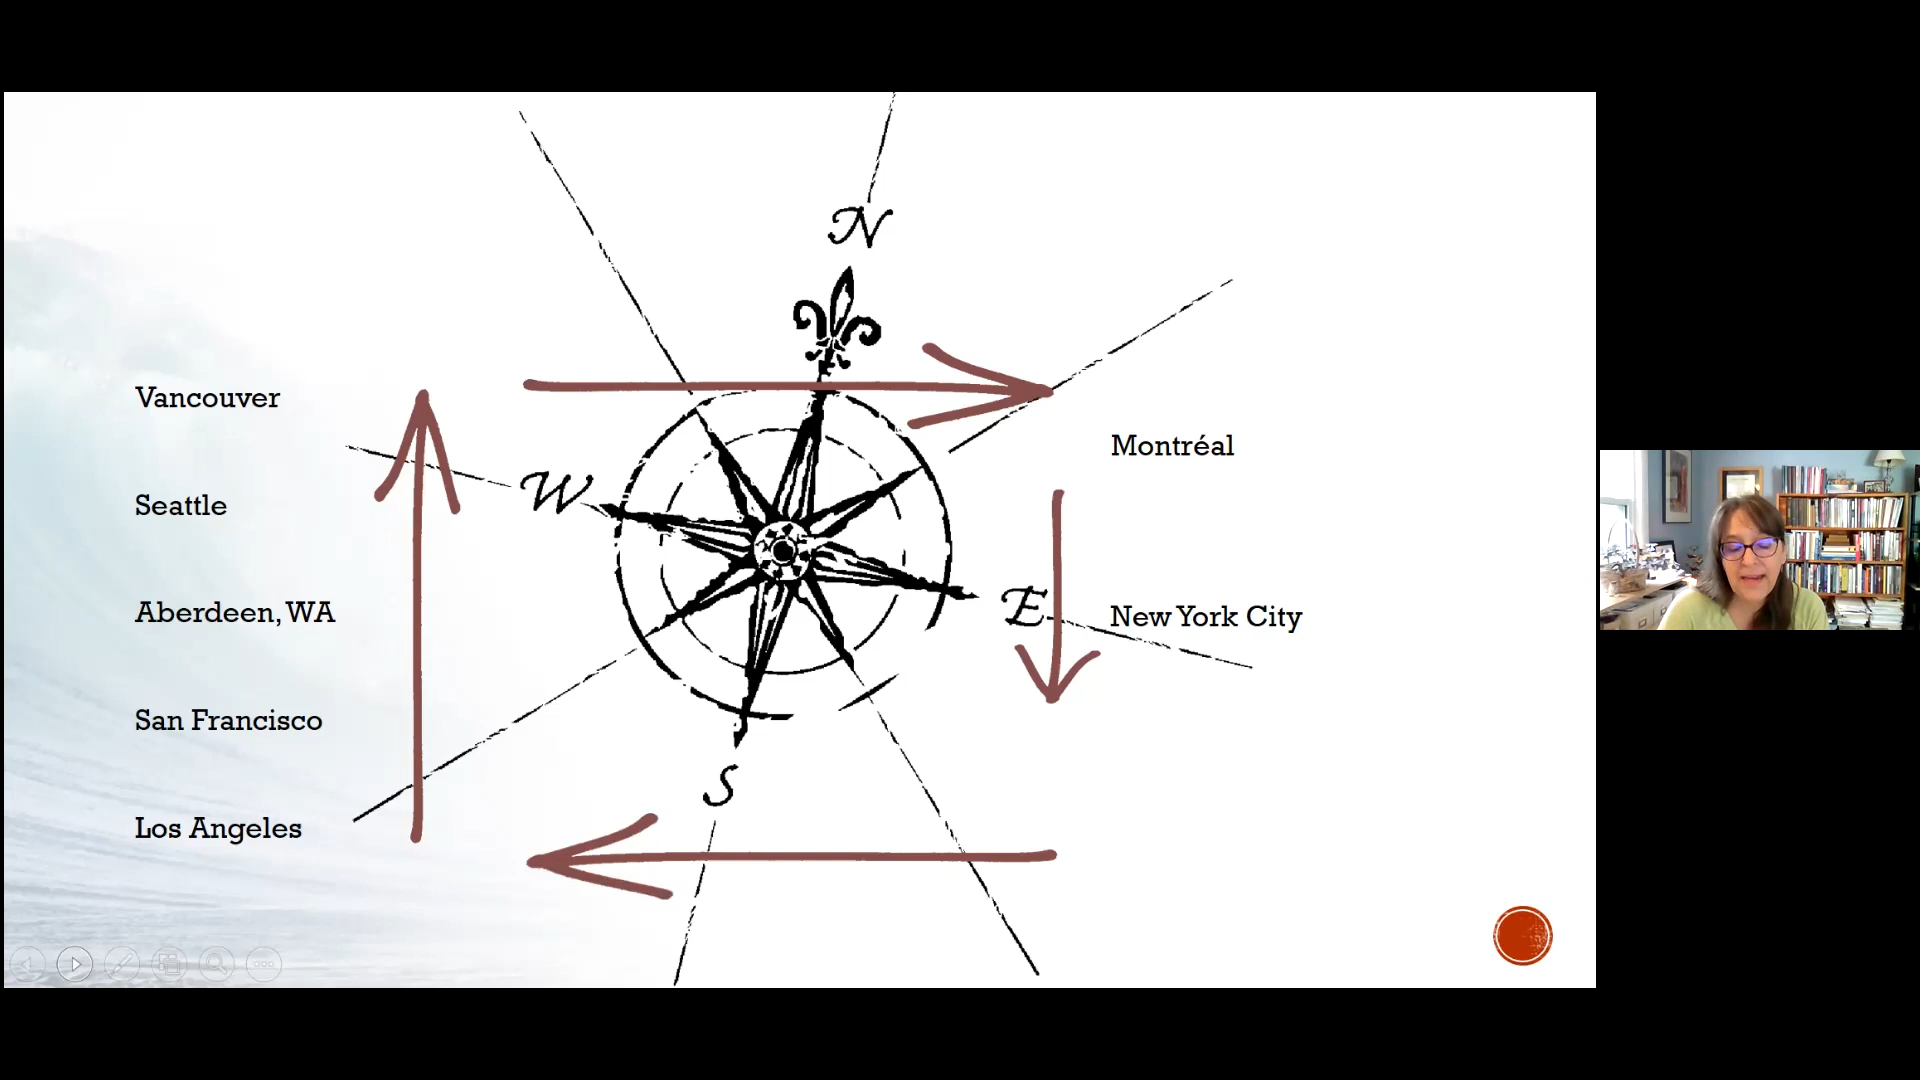 N
Vancouver
Montréal
W
Seattle
E
Aberdeen, WA
New York City
San Francisco
S
Los Angeles